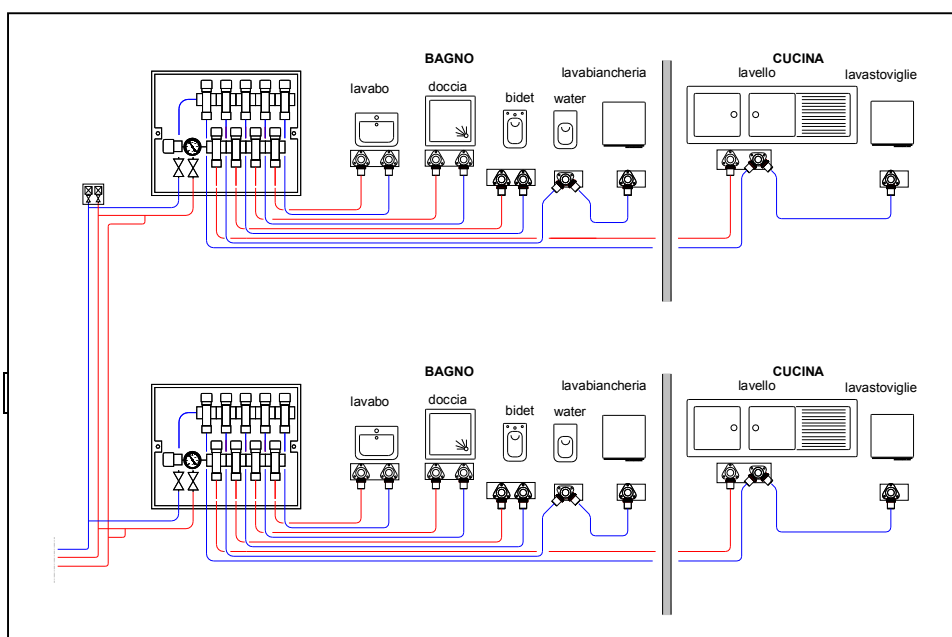 BAGNO
CUCINA
lavabiancheria
lavello
lavabo
doccia
lavastoviglie
bidet
water
BAGNO
CUCINA
lavabiancheria
lavello
lavastoviglie
lavabo
doccia
bidet
water